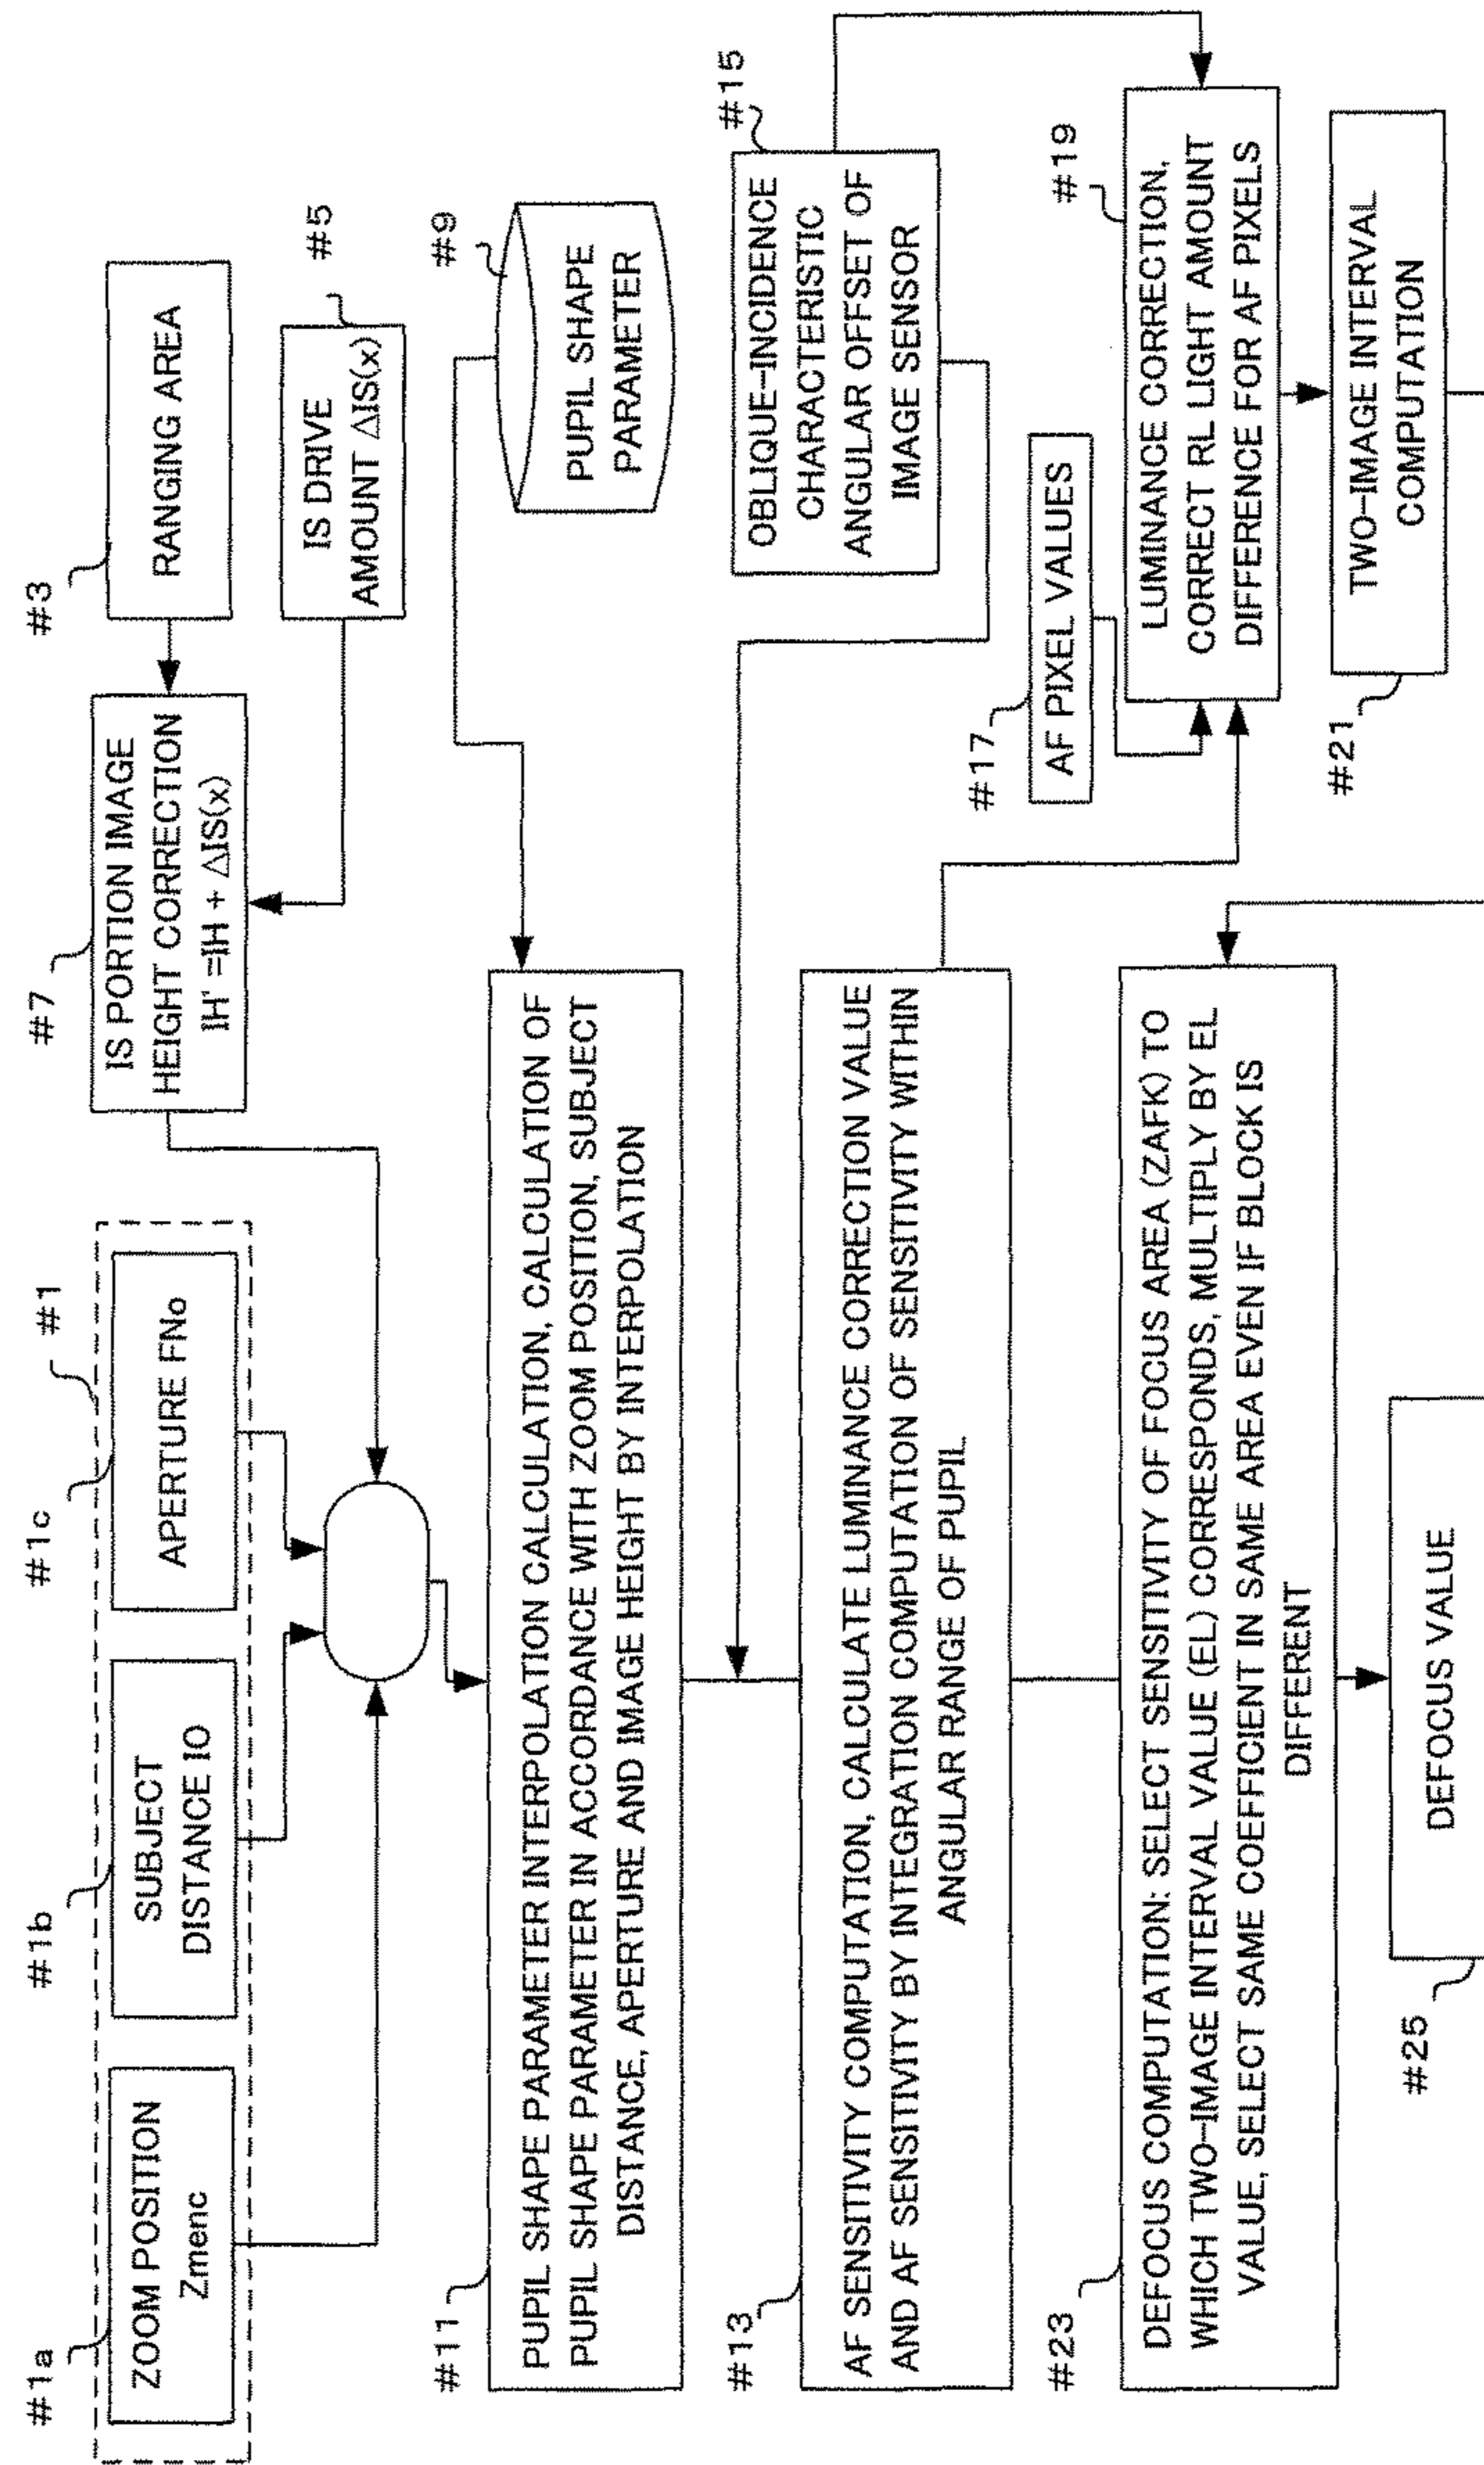 #1
#1a
ZOOM POSITION
Zmenc
#1b
SUBJECT
DISTANCE IO
#1c
APERTURE FNo
#7
IS PORTION IMAGE
HEIGHT CORRECTION
IH' =IH + ΔIS(x)
#3
RANGING AREA
#5
IS DRIVE
AMOUNT ΔIS(x)
#9
PUPIL SHAPE
PARAMETER
#11
PUPIL SHAPE PARAMETER INTERPOLATION CALCULATION, CALCULATION OF
PUPIL SHAPE PARAMETER IN ACCORDANCE WITH ZOOM POSITION, SUBJECT
DISTANCE, APERTURE AND IMAGE HEIGHT BY INTERPOLATION
#15
OBLIQUE-INCIDENCE
CHARACTERISTIC
ANGULAR OFFSET OF
IMAGE SENSOR
#13
AF SENSITIVITY COMPUTATION, CALCULATE LUMINANCE CORRECTION VALUE
AND AF SENSITIVITY BY INTEGRATION COMPUTATION OF SENSITIVITY WITHIN
ANGULAR RANGE OF PUPIL
#17
AF PIXEL VALUES
#19
LUMINANCE CORRECTION,
CORRECT RL LIGHT AMOUNT
DIFFERENCE FOR AF PIXELS
#21
TWO-IMAGE INTERVAL
COMPUTATION
#23
DEFOCUS COMPUTATION: SELECT SENSITIVITY OF FOCUS AREA (ZAFK) TO
WHICH TWO-IMAGE INTERVAL VALUE (EL) CORRESPONDS, MULTIPLY BY EL
VALUE, SELECT SAME COEFFICIENT IN SAME AREA EVEN IF BLOCK IS
DIFFERENT
#25
DEFOCUS VALUE